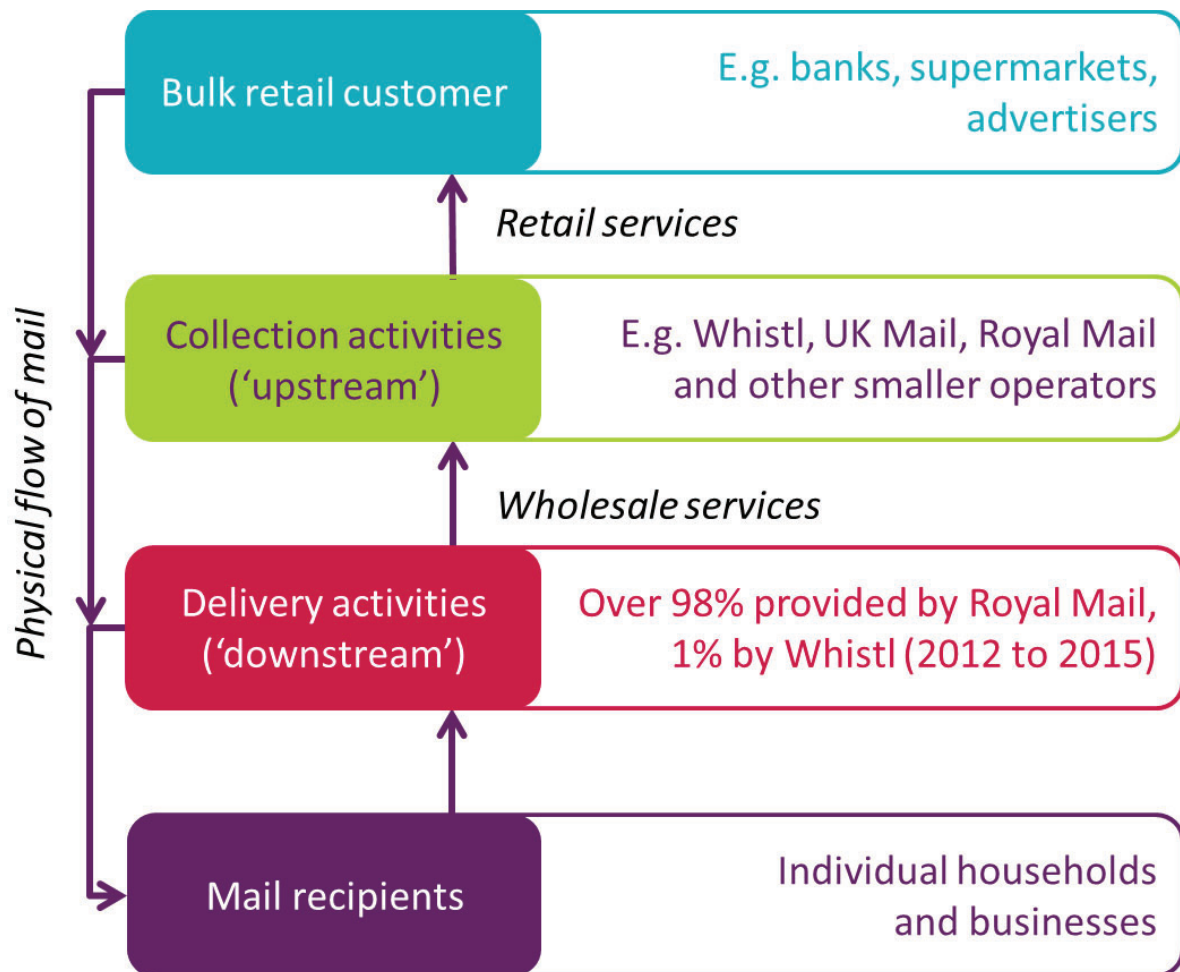 Bulk retail customer
E.g. banks, supermarkets,
advertisers
Retail services
Physical flow of mail
Collection activities
(‘upstream’)
E.g. Whistl, UK Mail, Royal Mail
and other smaller operators
Wholesale services
Delivery activities
(‘downstream’)
Over 98% provided by Royal Mail,
1% by Whistl (2012 to 2015)
Mail recipients
Individual households
and businesses